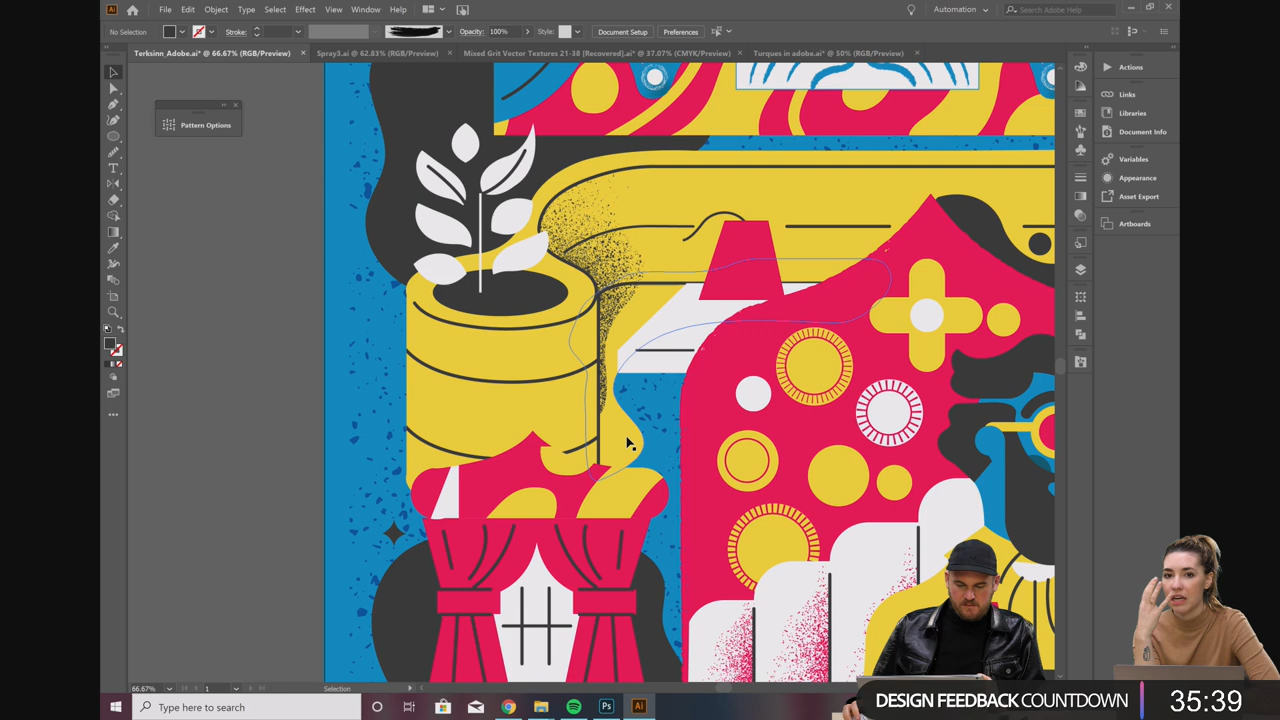 Ai File Edit Object Type Select Effect View Window Help Automation Search Adobe Help
No Selection Stroke: Opacity: 100% Style: Document Setup Preferences
Terksinn_Adobe.ai* @ 66.67% (RGB/Preview) × Spray3.ai @ 62.83% (RGB/Preview) × Mixed Grit Vector Textures 21-38 [Recovered].ai* @ 37.07% (CMYK/Preview) × Turques in adobe.ai* @ 50% (RGB/Preview) ×
Actions
Links
Libraries
Document Info
Variables
Appearance
Asset Export
Artboards
Pattern Options
66.67% 1 Selection
Type here to search
Ps Ai
DESIGN FEEDBACK COUNTDOWN 35:39